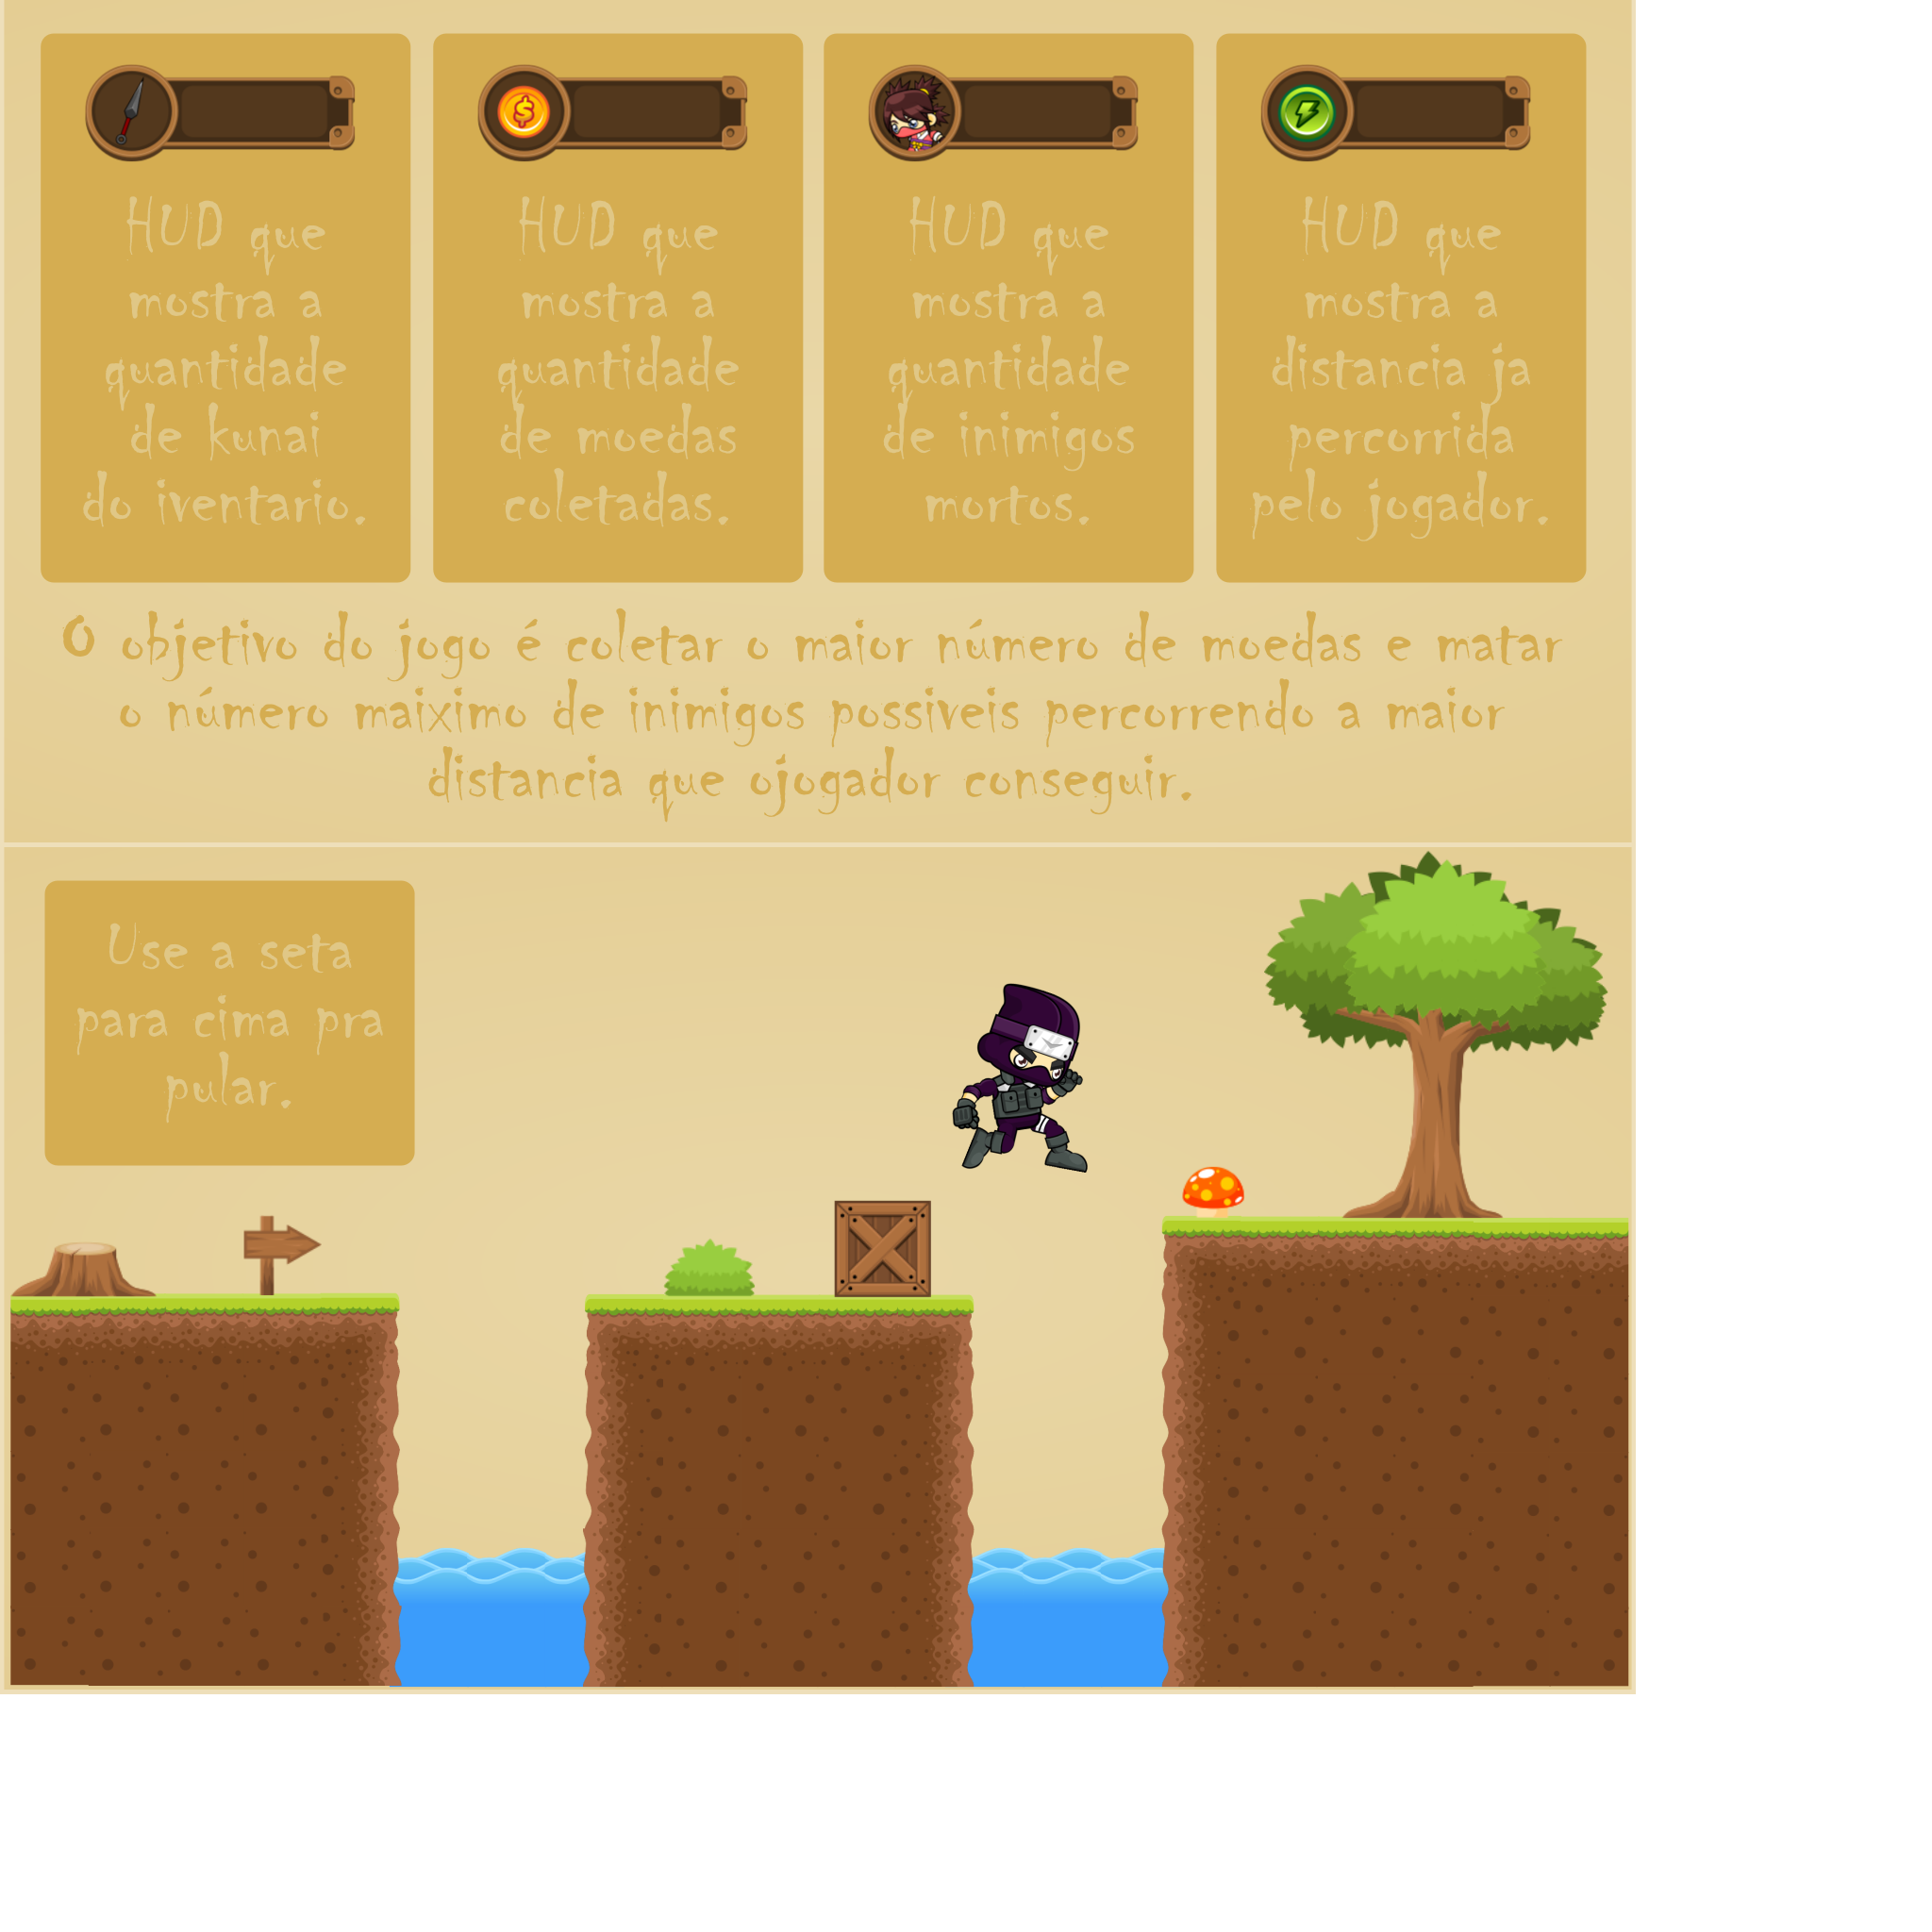 HUD que
mostra a
quantidade
de kunai
do iventario.
HUD que
mostra a
quantidade
de moedas
coletadas.
HUD que
mostra a
quantidade
de inimigos
mortos.
HUD que
mostra a
distancia ja
percorrida
pelo jogador.
O objetivo do jogo é coletar o maior número de moedas e matar
o número maiximo de inimigos possiveis percorrendo a maior
distancia que ojogador conseguir.
Use a seta
para cima pra
pular.